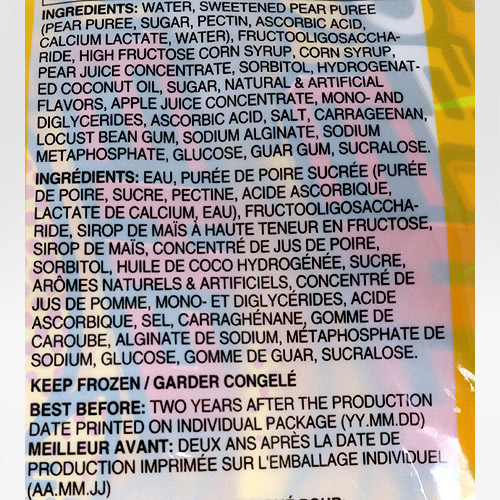 INGREDIENTS: WATER, SWEETENED PEAR PUREE
(PEAR PUREE, SUGAR, PECTIN, ASCORBIC ACID,
CALCIUM LACTATE, WATER), FRUCTOOLIGOSACCHA-
RIDE, HIGH FRUCTOSE CORN SYRUP, CORN SYRUP,
PEAR JUICE CONCENTRATE, SORBITOL, HYDROGENAT-
ED COCONUT OIL, SUGAR, NATURAL & ARTIFICIAL
FLAVORS, APPLE JUICE CONCENTRATE, MONO- AND
DIGLYCERIDES, ASCORBIC ACID, SALT, CARRAGEENAN,
LOCUST BEAN GUM, SODIUM ALGINATE, SODIUM
METAPHOSPHATE, GLUCOSE, GUAR GUM, SUCRALOSE.
INGRÉDIENTS: EAU, PURÉE DE POIRE SUCRÉE (PURÉE
DE POIRE, SUCRE, PECTINE, ACIDE ASCORBIQUE,
LACTATE DE CALCIUM, EAU), FRUCTOOLIGOSACCHA-
RIDE, SIROP DE MAÏS À HAUTE TENEUR EN FRUCTOSE,
SIROP DE MAÏS, CONCENTRÉ DE JUS DE POIRE,
SORBITOL, HUILE DE COCO HYDROGÉNÉE, SUCRE,
ARÔMES NATURELS & ARTIFICIELS, CONCENTRÉ DE
JUS DE POMME, MONO- ET DIGLYCÉRIDES, ACIDE
ASCORBIQUE, SEL, CARRAGHÉNANE, GOMME DE
CAROUBE, ALGINATE DE SODIUM, MÉTAPHOSPHATE DE
SODIUM, GLUCOSE, GOMME DE GUAR, SUCRALOSE.
KEEP FROZEN / GARDER CONGELÉ
BEST BEFORE: TWO YEARS AFTER THE PRODUCTION
DATE PRINTED ON INDIVIDUAL PACKAGE (YY.MM.DD)
MEILLEUR AVANT: DEUX ANS APRÈS LA DATE DE
PRODUCTION IMPRIMÉE SUR L'EMBALLAGE INDIVIDUEL
(AA.MM.JJ)